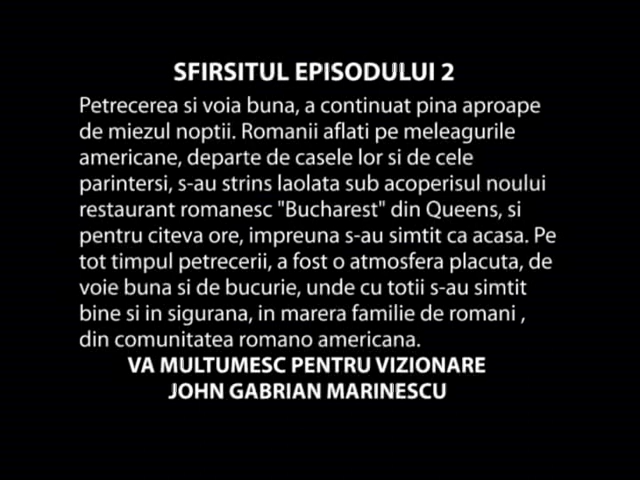 SFIRSITUL EPISODULUI 2
Petrecerea si voia buna, a continuat pina aproape
de miezul noptii. Romanii aflati pe meleagurile
americane, departe de casele lor si de cele
parintersi, s-au strins laolata sub acoperisul noului
restaurant romanesc "Bucharest" din Queens, si
pentru citeva ore, impreuna s-au simtit ca acasa. Pe
tot timpul petrecerii, a fost o atmosfera placuta, de
voie buna si de bucurie, unde cu totii s-au simtit
bine si in sigurana, in marera familie de romani ,
din comunitatea romano americana.
VA MULTUMESC PENTRU VIZIONARE
JOHN GABRIAN MARINESCU